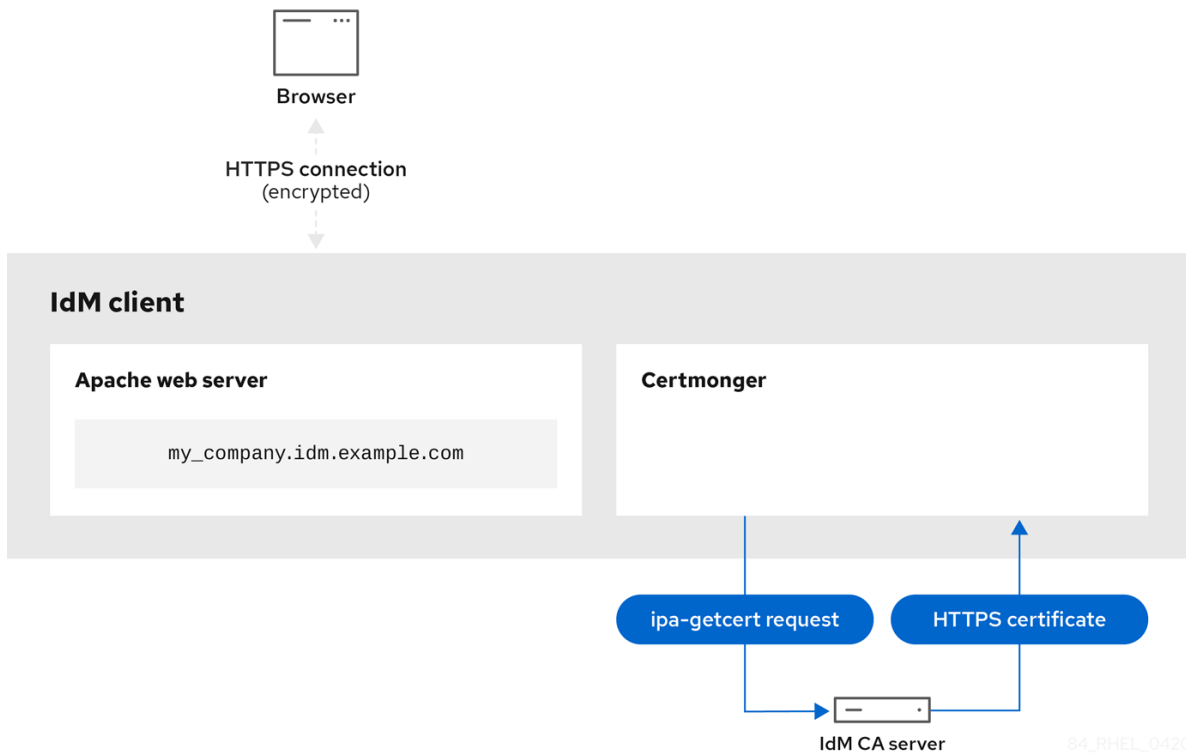 Browser
HTTPS connection
(encrypted)
IdM client
Apache web server
my_company.idm.example.com
Certmonger
ipa-getcert request
HTTPS certificate
IdM CA server
84_RHEL_0420